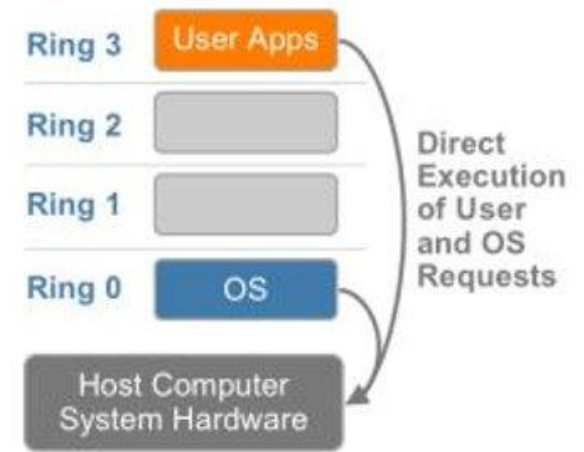 Ring 3
User Apps
Ring 2
Ring 1
Ring 0
OS
Direct
Execution
of User
and OS
Requests
Host Computer
System Hardware